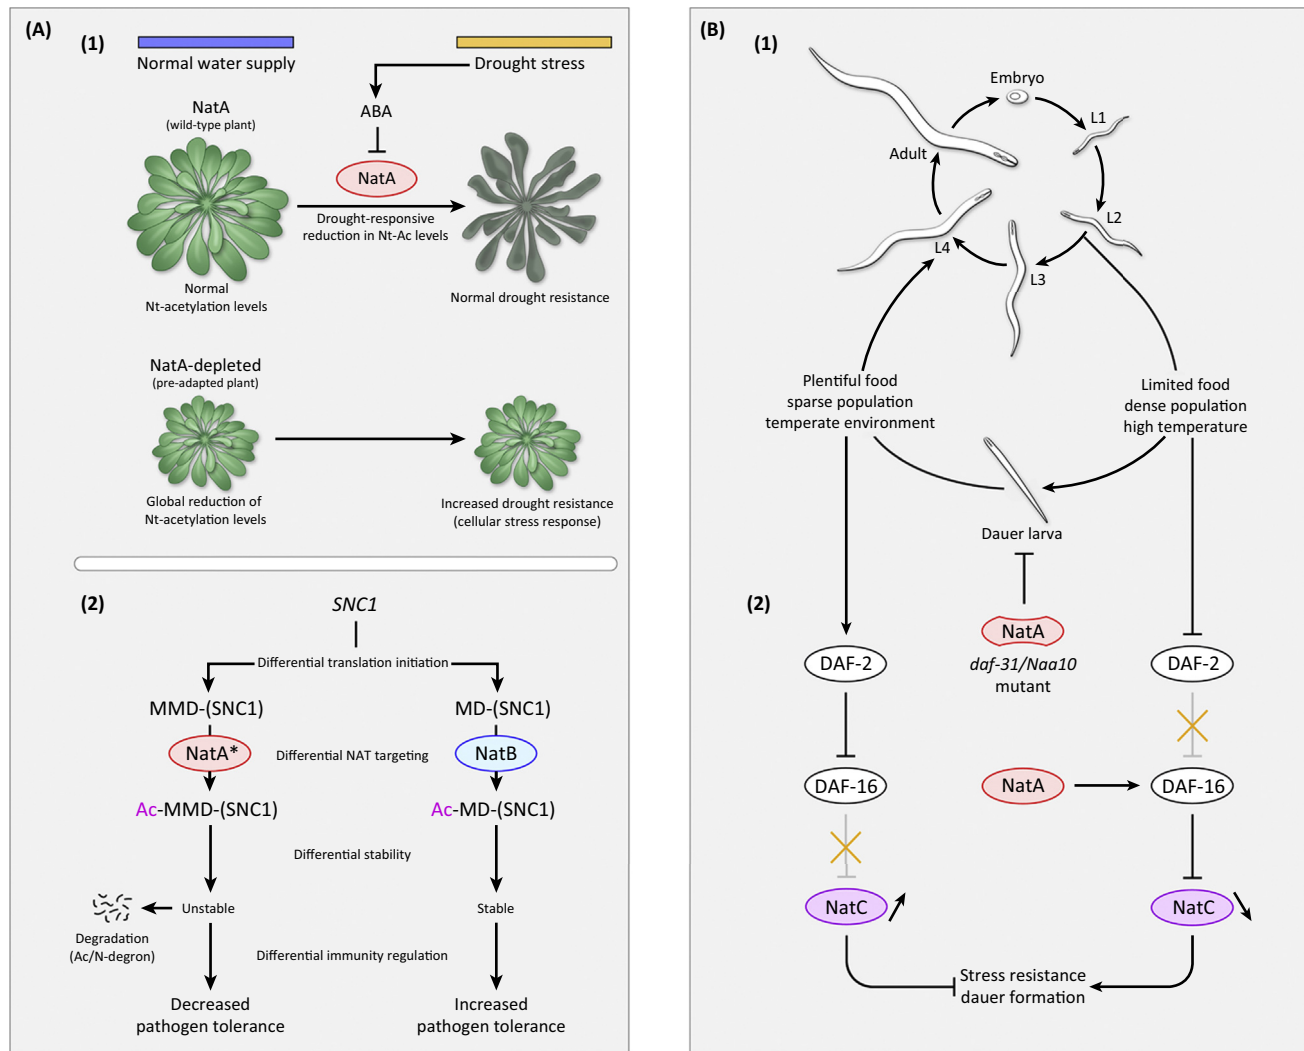 (A)
(1)
Normal water supply
Drought stress
ABA
NatA
(wild-type plant)
NatA
Drought-responsive
reduction in Nt-Ac levels
Normal
Nt-acetylation levels
Normal drought resistance
NatA-depleted
(pre-adapted plant)
Global reduction of
Nt-acetylation levels
Increased drought resistance
(cellular stress response)
(2)
SNC1
Differential translation initiation
MMD-(SNC1)
MD-(SNC1)
NatA*
Differential NAT targeting
NatB
Ac-MMD-(SNC1)
Ac-MD-(SNC1)
Differential stability
Unstable
Stable
Degradation
(Ac/N-degron)
Differential immunity regulation
Decreased
pathogen tolerance
Increased
pathogen tolerance
(B)
(1)
Embryo
L1
Adult
L2
L4
L3
Plentiful food
sparse population
temperate environment
Limited food
dense population
high temperature
Dauer larva
(2)
NatA
daf-31/Naa10
mutant
DAF-2
DAF-2
DAF-16
NatA
DAF-16
NatC
NatC
Stress resistance
dauer formation